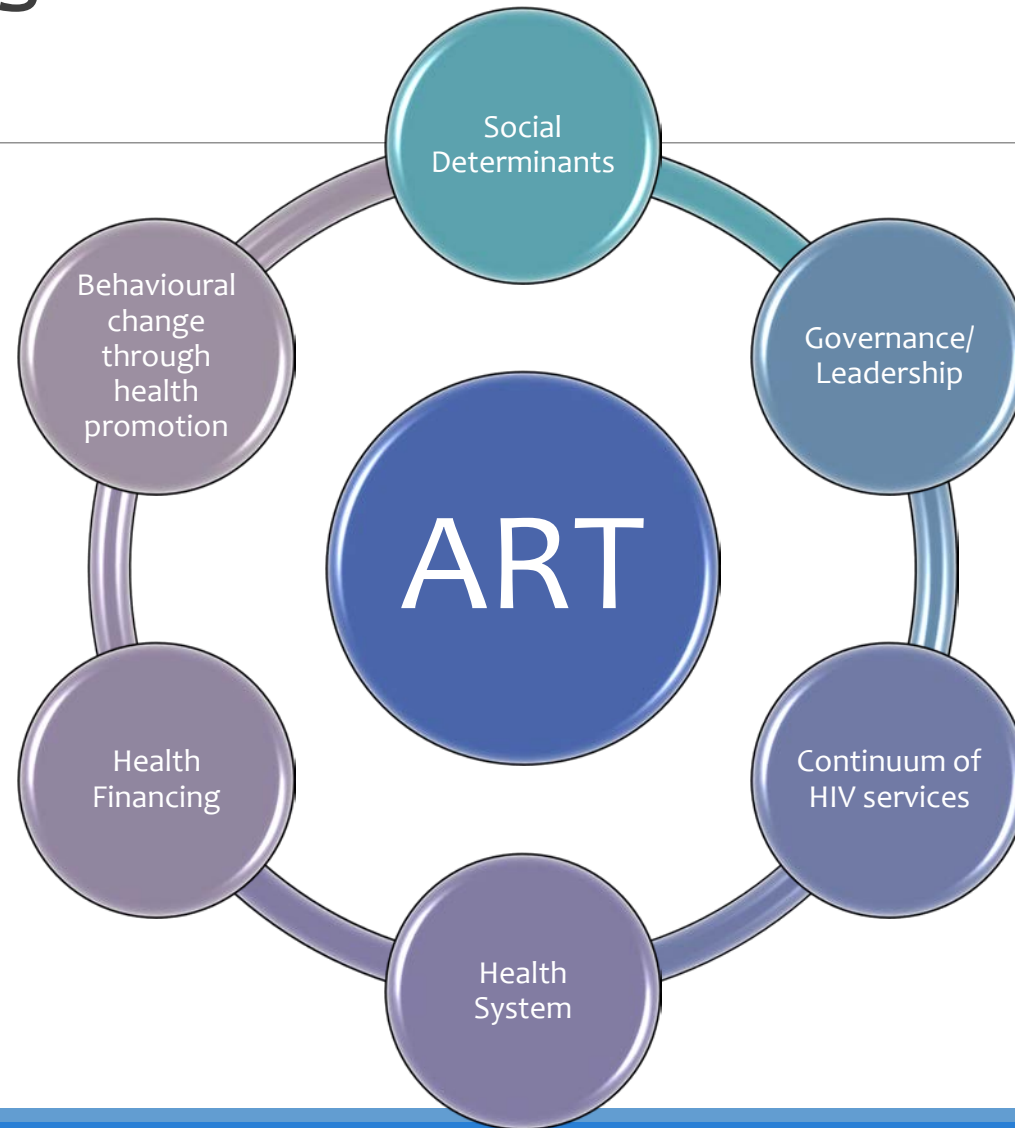 Social
Determinants
Governance/
Leadership
Continuum of
HIV services
Health
System
Health
Financing
Behavioural
change
through
health
promotion
ART